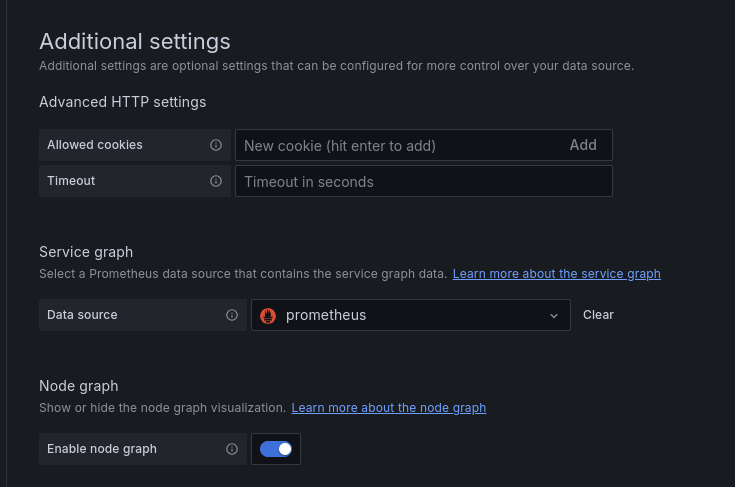 Additional settings
Additional settings are optional settings that can be configured for more control over your data source.
Advanced HTTP settings
Allowed cookies New cookie (hit enter to add) Add
Timeout Timeout in seconds
Service graph
Select a Prometheus data source that contains the service graph data. Learn more about the service graph
Data source prometheus Clear
Node graph
Show or hide the node graph visualization. Learn more about the node graph
Enable node graph